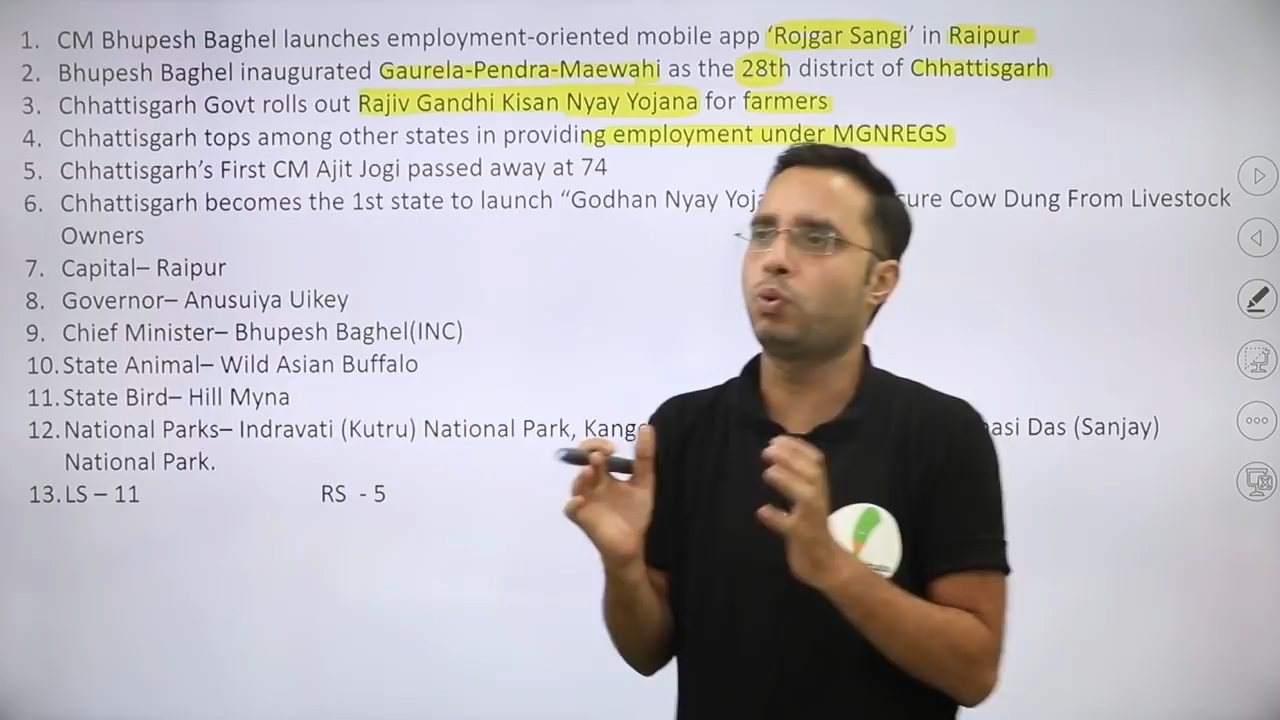 1. CM Bhupesh Baghel launches employment-oriented mobile app ‘Rojgar Sangi’ in Raipur
2. Bhupesh Baghel inaugurated Gaurela-Pendra-Maewahi as the 28th district of Chhattisgarh
3. Chhattisgarh Govt rolls out Rajiv Gandhi Kisan Nyay Yojana for farmers
4. Chhattisgarh tops among other states in providing employment under MGNREGS
5. Chhattisgarh’s First CM Ajit Jogi passed away at 74
6. Chhattisgarh becomes the 1st state to launch “Godhan Nyay Cow Dung From Livestock
Owners
7. Capital– Raipur
8. Governor– Anusuiya Uikey
9. Chief Minister– Bhupesh Baghel(INC)
10. State Animal– Wild Asian Buffalo
11. State Bird– Hill Myna
12. National Parks– Indravati (Kutru) National Park, Das (Sanjay)
National Park.
13. LS – 11 RS - 5